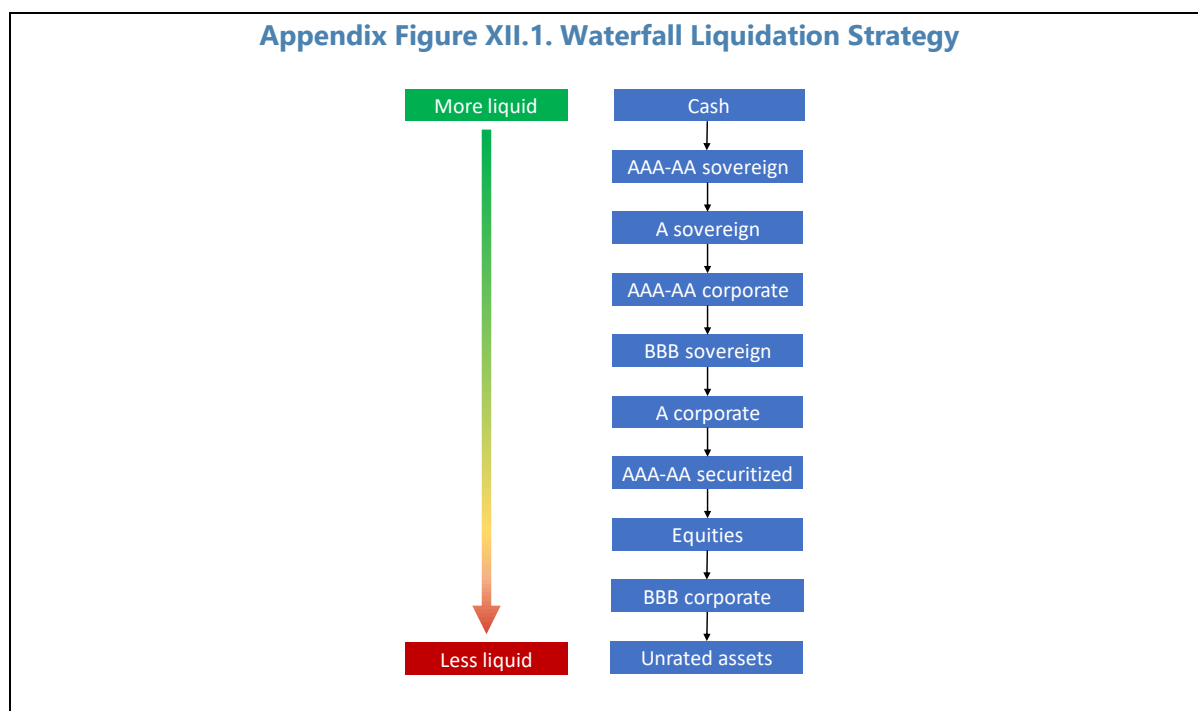 Appendix Figure XII.1. Waterfall Liquidation Strategy
More liquid
Cash
AAA-AA sovereign
A sovereign
AAA-AA corporate
BBB sovereign
A corporate
AAA-AA securitized
Equities
BBB corporate
Less liquid
Unrated assets